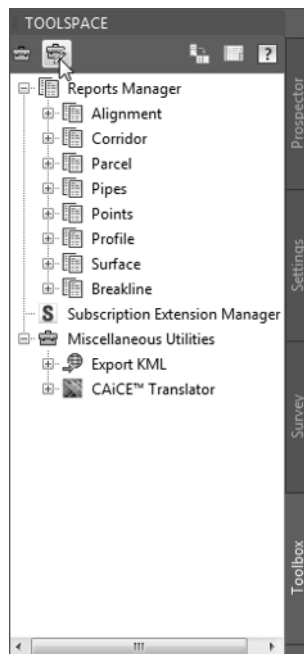 TOOLSPACE
?
Reports Manager
Alignment
Corridor
Parcel
Pipes
Points
Profile
Surface
Breakline
S Subscription Extension Manager
Miscellaneous Utilities
Export KML
CAiCE™ Translator
Prospector
Settings
Survey
Toolbox